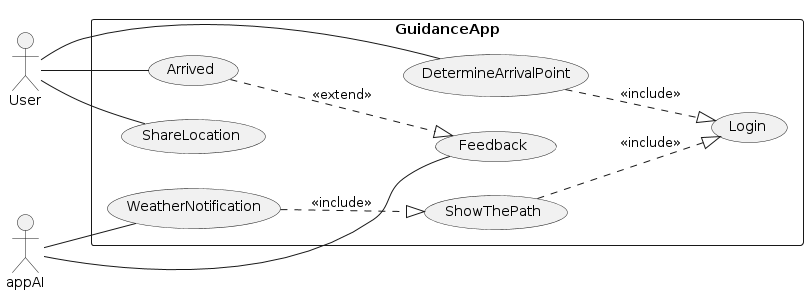 GuidanceApp
User
Arrived
DetermineArrivalPoint
«extend»
«include»
Login
ShareLocation
Feedback
«include»
WeatherNotification
«include»
ShowThePath
appAI